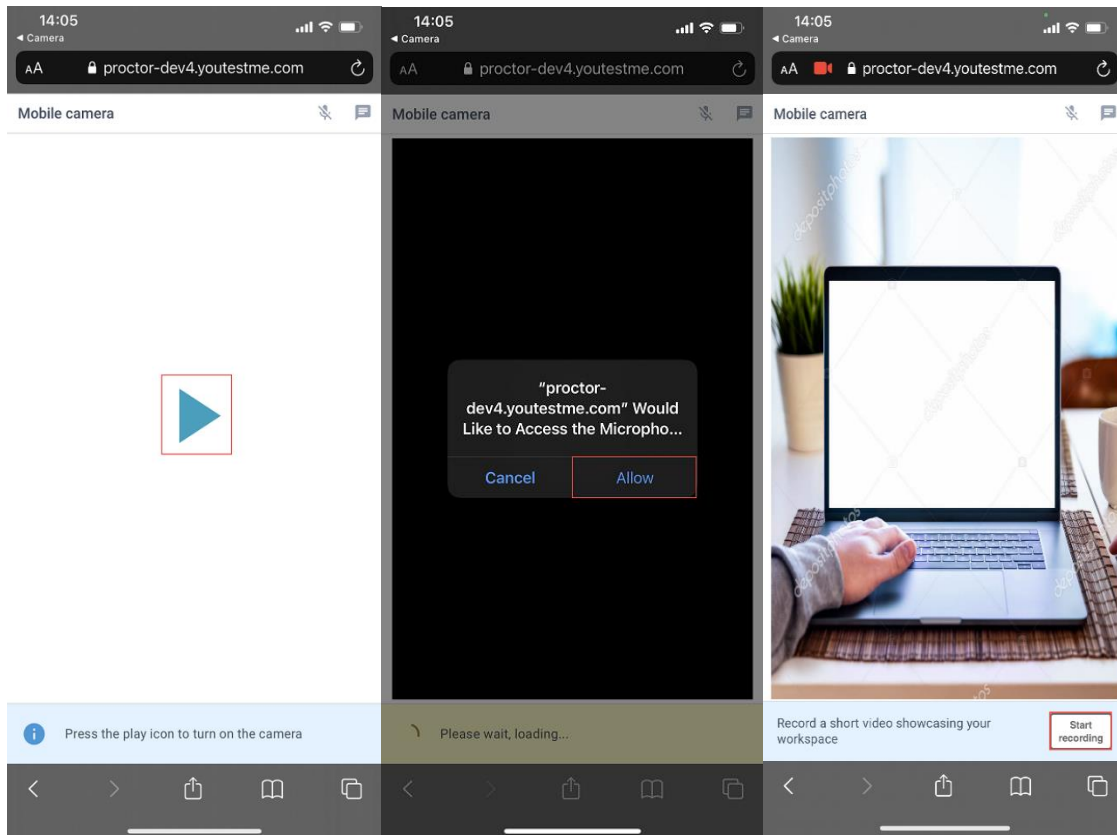 14:05
◀ Camera
AA proctor-dev4.youtestme.com
Mobile camera
Press the play icon to turn on the camera
14:05
◀ Camera
AA proctor-dev4.youtestme.com
Mobile camera
"proctor-
dev4.youtestme.com" Would
Like to Access the Micropho...
Cancel Allow
Please wait, loading...
14:05
◀ Camera
AA proctor-dev4.youtestme.com
Mobile camera
depositphotos
depositphotos
Record a short video showcasing your
workspace
Start
recording